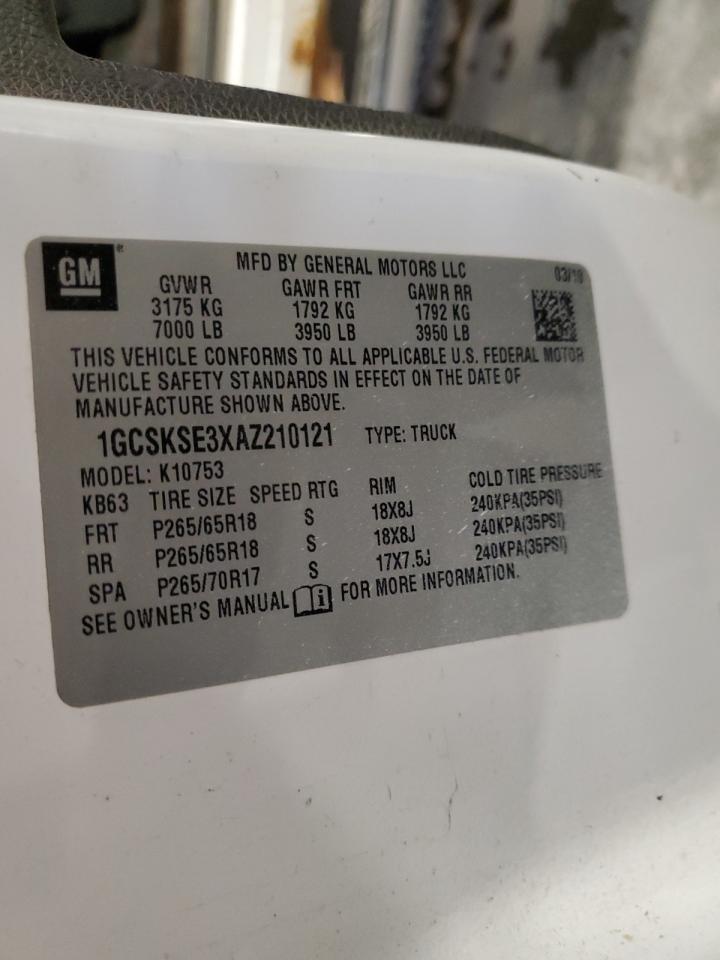 GM
MFD BY GENERAL MOTORS LLC
GVWR GAWR FRT GAWR RR
3175 KG 1792 KG 1792 KG
7000 LB 3950 LB 3950 LB
THIS VEHICLE CONFORMS TO ALL APPLICABLE U.S. FEDERAL MOTOR
VEHICLE SAFETY STANDARDS IN EFFECT ON THE DATE OF
MANUFACTURE SHOWN ABOVE.
1GCSKSE3XAZ210121 TYPE: TRUCK
MODEL: K10753
KB63 TIRE SIZE SPEED RTG RIM COLD TIRE PRESSURE
FRT P265/65R18 S 18X8J 240KPA(35PSI)
RR P265/65R18 S 18X8J 240KPA(35PSI)
SPA P265/70R17 S 17X7.5J 240KPA(35PSI)
SEE OWNER'S MANUAL i FOR MORE INFORMATION.